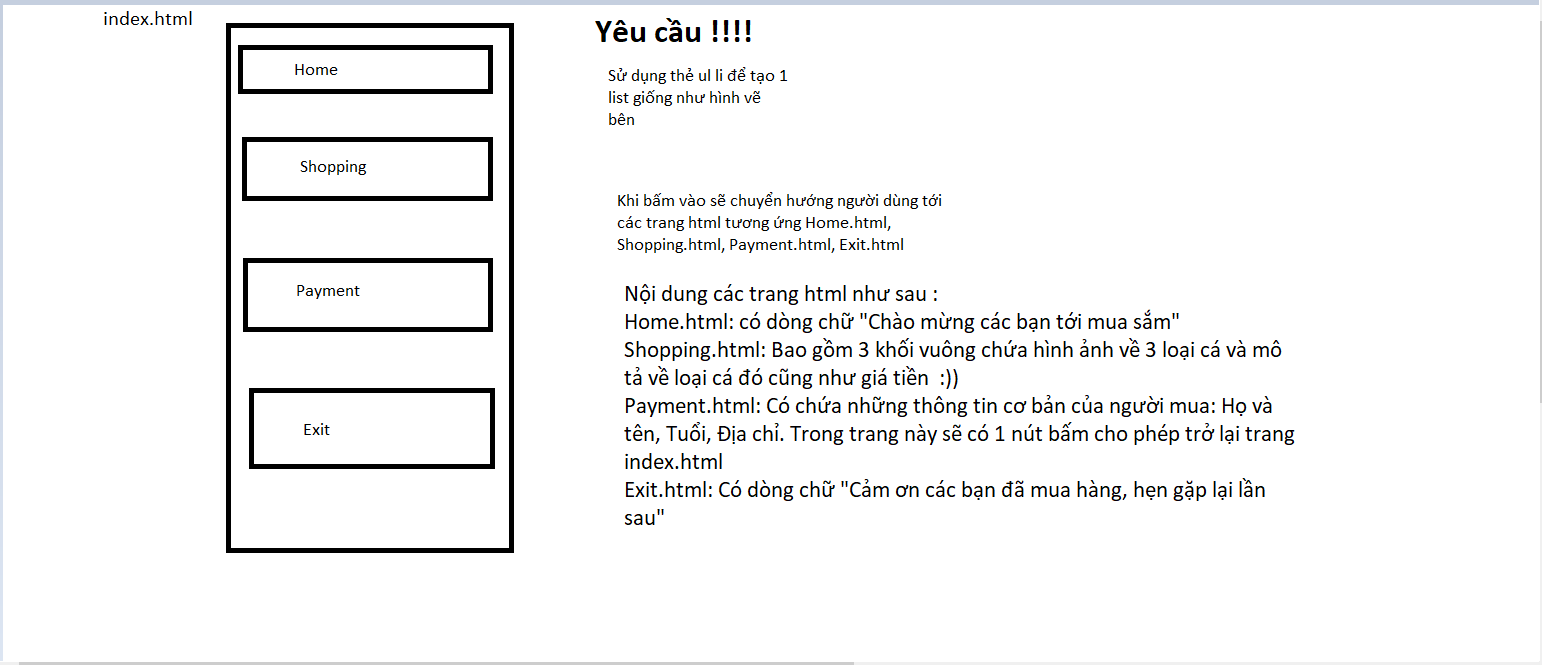 index.html
Home
Shopping
Payment
Exit
Yêu cầu !!!!
Sử dụng thẻ ul li để tạo 1
list giống như hình vẽ
bên
Khi bấm vào sẽ chuyển hướng người dùng tới
các trang html tương ứng Home.html,
Shopping.html, Payment.html, Exit.html
Nội dung các trang html như sau :
Home.html: có dòng chữ "Chào mừng các bạn tới mua sắm"
Shopping.html: Bao gồm 3 khối vuông chứa hình ảnh về 3 loại cá và mô
tả về loại cá đó cũng như giá tiền  :))
Payment.html: Có chứa những thông tin cơ bản của người mua: Họ và
tên, Tuổi, Địa chỉ. Trong trang này sẽ có 1 nút bấm cho phép trở lại trang
index.html
Exit.html: Có dòng chữ "Cảm ơn các bạn đã mua hàng, hẹn gặp lại lần
sau"